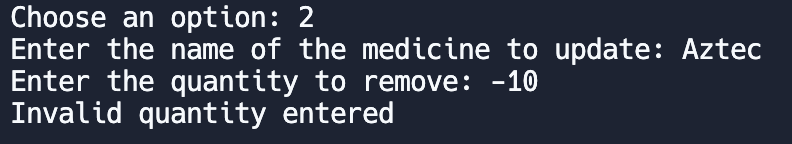 Choose an option: 2
Enter the name of the medicine to update: Aztec
Enter the quantity to remove: -10
Invalid quantity entered